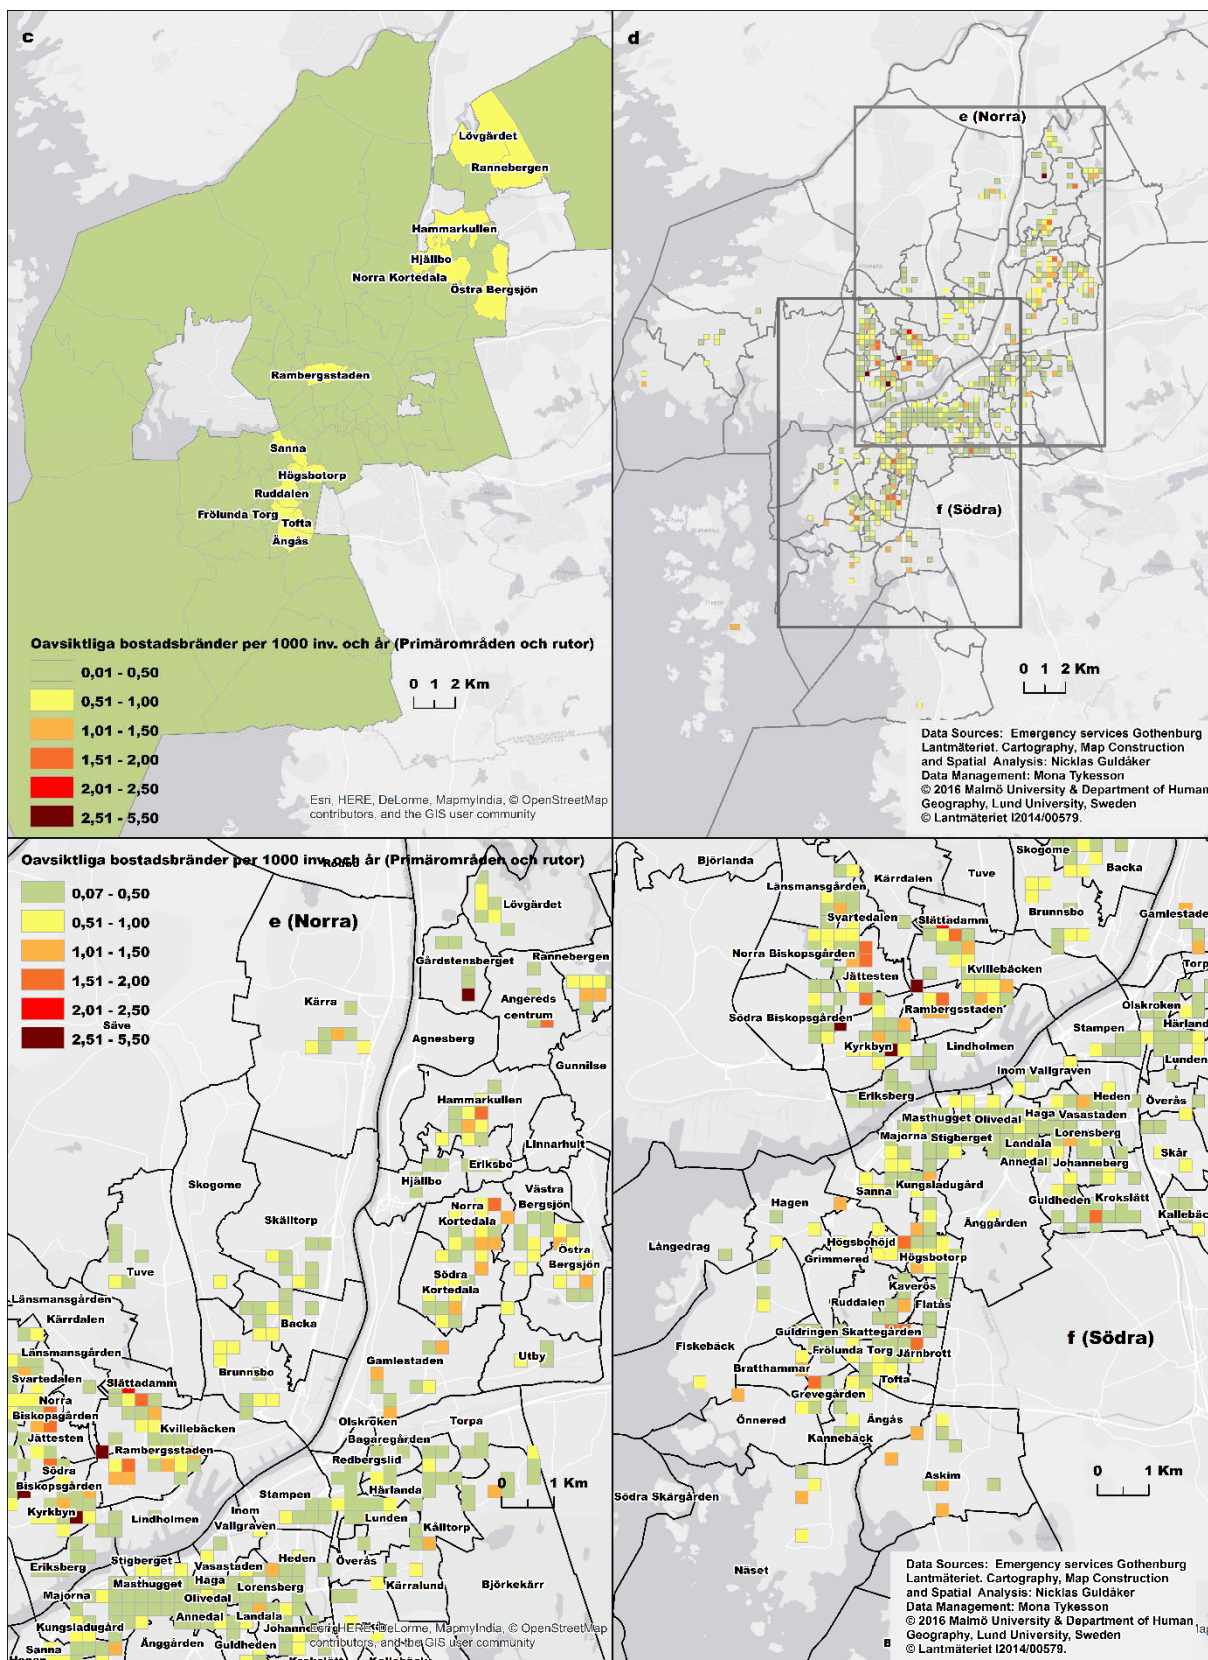 c
Lövgärdet
Rannebergen
Hammarkullen
Hjällbo
Norra Kortedala
Östra Bergsjön
Rambergsstaden
Sanna
Högsbotorp
Ruddalen
Frölunda Torg
Tofta
Ängås
Oavsiktliga bostadsbränder per 1000 inv. och år (Primärområden och rutor)
0,01 - 0,50
0,51 - 1,00
1,01 - 1,50
1,51 - 2,00
2,01 - 2,50
2,51 - 5,50
0 1 2 Km
Esri, HERE, DeLorme, MapmyIndia, © OpenStreetMap
contributors, and the GIS user community
d
e (Norra)
f (Södra)
0 1 2 Km
Data Sources: Emergency services Gothenburg
Lantmäteriet. Cartography, Map Construction
and Spatial Analysis: Nicklas Guldåker
Data Management: Mona Tykesson
© 2016 Malmö University & Department of Human
Geography, Lund University, Sweden
© Lantmäteriet I2014/00579.
Oavsiktliga bostadsbränder per 1000 inv. och år (Primärområden och rutor)
0,07 - 0,50
0,51 - 1,00
1,01 - 1,50
1,51 - 2,00
2,01 - 2,50
Säve
2,51 - 5,50
e (Norra)
Lövgärdet
Gårdstensberget
Rannebergen
Kärra
Angereds
centrum
Agnesberg
Gunnilse
Hammarkullen
Linnarhult
Eriksbo
Hjällbo
Skogome
Västra
Bergsjön
Norra
Kortedala
Skälltorp
Östra
Bergsjön
Tuve
Södra
Kortedala
Länsmansgården
Kärrdalen
Backa
Länsmansgården
Gamlestaden
Utby
Brunnsbo
Svartedalen
Slättadamm
Norra
Biskopsgården
Kvillebäcken
Olskroken
Torpa
Jättesten
Rambergsstaden
Bagaregården
Redbergslid
Södra
Biskopsgården
0 1 Km
Härlanda
Stampen
Kyrkbyn
Lindholmen
Inom
Vallgraven
Lunden
Kålltorp
Eriksberg
Stigberget
Vasastaden
Heden
Överås
Masthugget
Haga
Lorensberg
Kärralund
Björkekärr
Majorna
Olivedal
Annedal
Landala
Kungsladugård
Änggården
Guldheden
Sanna
Esri, HERE, DeLorme, MapmyIndia, © OpenStreetMap
contributors, and the GIS user community
Björlanda
Kärrdalen
Tuve
Skogome
Backa
Länsmansgården
Svartedalen
Slättadamm
Brunnsbo
Gamlestade
Norra Biskopsgården
Kvillebäcken
Torp
Jättesten
Rambergsstaden
Olskroken
Södra Biskopsgården
Stampen
Härland
Kyrkbyn
Lindholmen
Lunden
Inom Vallgraven
Eriksberg
Heden
Överås
Masthugget
Olivedal
Haga
Vasastaden
Majorna
Stigberget
Landala
Lorensberg
Annedal
Johanneberg
Skår
Kungsladugård
Sanna
Guldheden
Krokslätt
Hagen
Änggården
Kallebäc
Högsbohöjd
Långedrag
Grimmered
Högsbotorp
Kaverös
Ruddalen
Flatås
Guldringen
Skattegården
f (Södra)
Fiskebäck
Frölunda Torg
Järnbrott
Bratthammar
Tofta
Grevegården
Önnered
Ängås
Kannebäck
Askim
0 1 Km
Södra Skärgården
Näset
Data Sources: Emergency services Gothenburg
Lantmäteriet. Cartography, Map Construction
and Spatial Analysis: Nicklas Guldåker
Data Management: Mona Tykesson
© 2016 Malmö University & Department of Human
Geography, Lund University, Sweden
© Lantmäteriet I2014/00579.